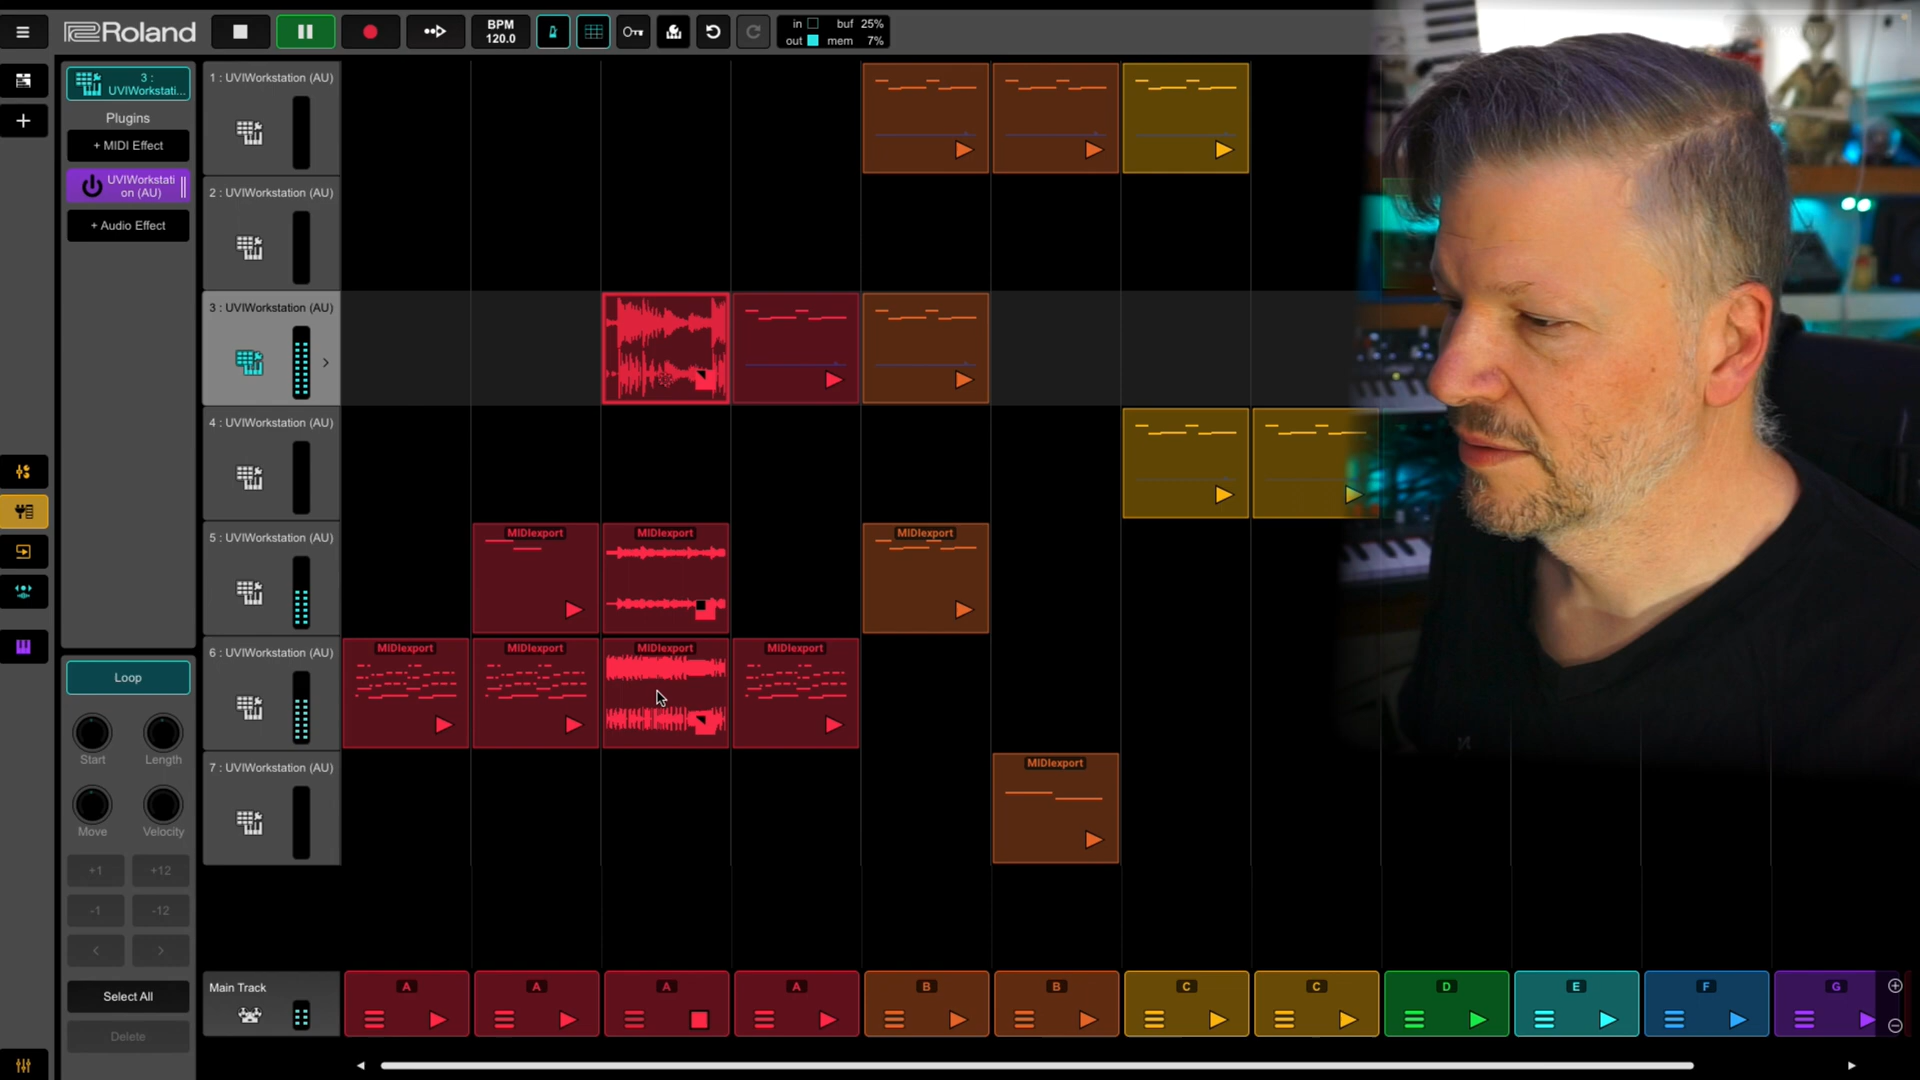 Roland
BPM
120.0
in buf 25%
out mem 7%
3 :
UVIWorkstati...
Plugins
+ MIDI Effect
UVIWorkstati
on (AU)
+ Audio Effect
1 : UVIWorkstation (AU)
2 : UVIWorkstation (AU)
3 : UVIWorkstation (AU)
4 : UVIWorkstation (AU)
5 : UVIWorkstation (AU)
MIDIexport
MIDIexport
MIDIexport
6 : UVIWorkstation (AU)
MIDIexport
MIDIexport
MIDIexport
MIDIexport
7 : UVIWorkstation (AU)
MIDIexport
Loop
Start Length
Move Velocity
+1 +12
-1 -12
< >
Select All
Delete
Main Track
A A A A B B C C D E F G